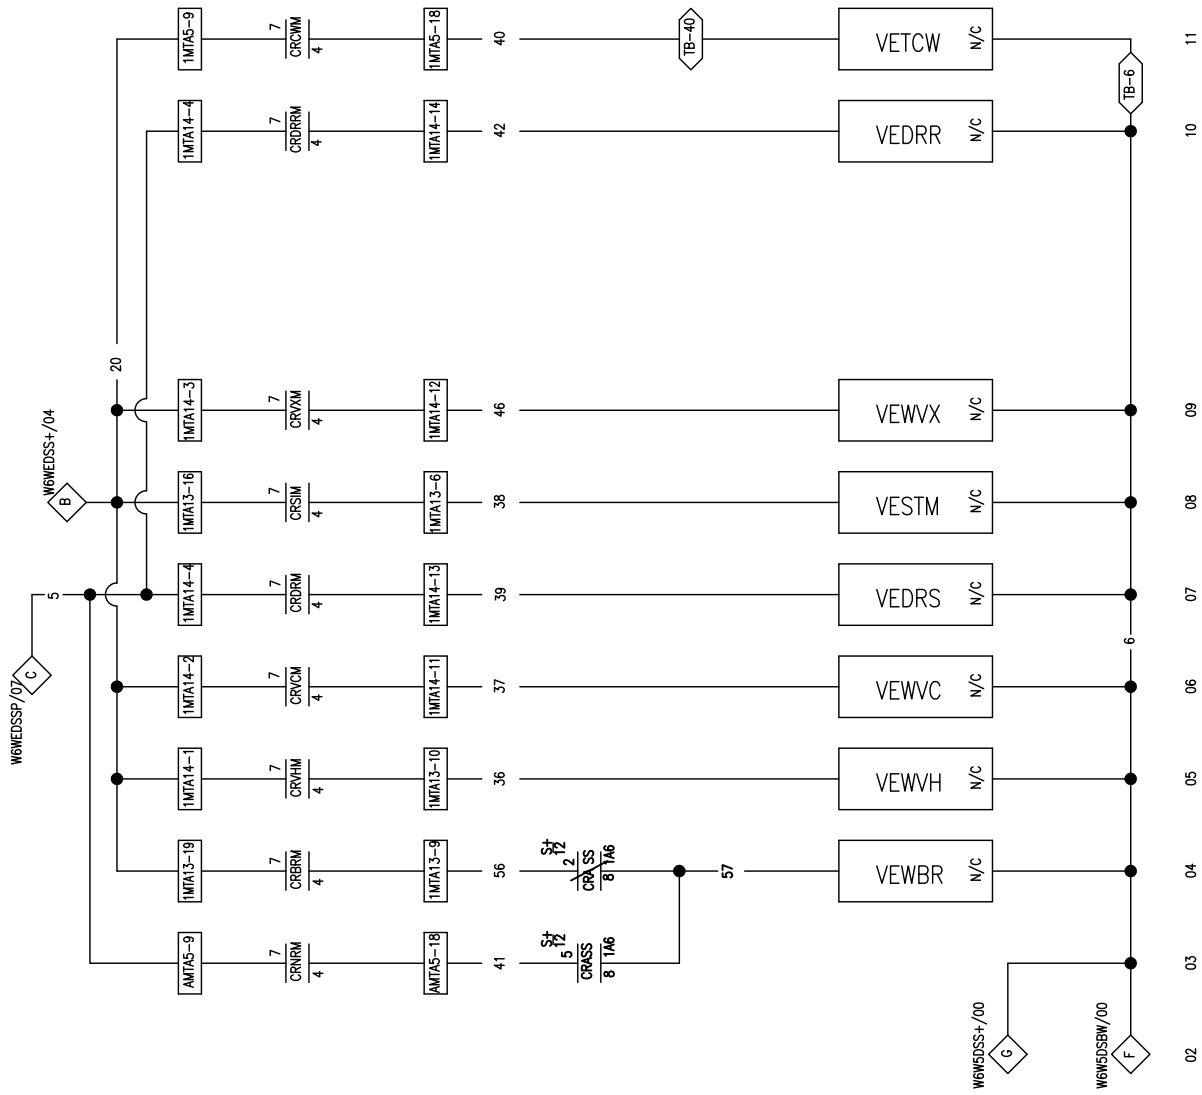 1MTA5-9
7
CRCWM
4
1MTA5-18
40
TB-40
VETCW
N/C
11
TB-6
1MTA14-4
7
CRDRRM
4
1MTA14-14
42
VEDRR
N/C
10
20
W6WEDSS+/04
B
1MTA14-3
7
CRVXM
4
1MTA14-12
46
VEWVX
N/C
09
1MTA13-16
7
CRSIM
4
1MTA13-6
38
VESTM
N/C
08
5
W6WEDSSP/07
C
1MTA14-4
7
CRDRM
4
1MTA14-13
39
VEDRS
N/C
07
6
1MTA14-2
7
CRVCM
4
1MTA14-11
37
VEWVC
N/C
06
1MTA14-1
7
CRVHM
4
1MTA13-10
36
VEWVH
N/C
05
1MTA13-19
7
CRBRM
4
1MTA13-9
56
S+
12
2
CRASS
8 1A6
57
VEWBR
N/C
04
AMTA5-9
7
CRNRM
4
AMTA5-18
41
S+
12
5
CRASS
8 1A6
03
W6W5DSS+/00
G
W6W5DSBW/00
F
02